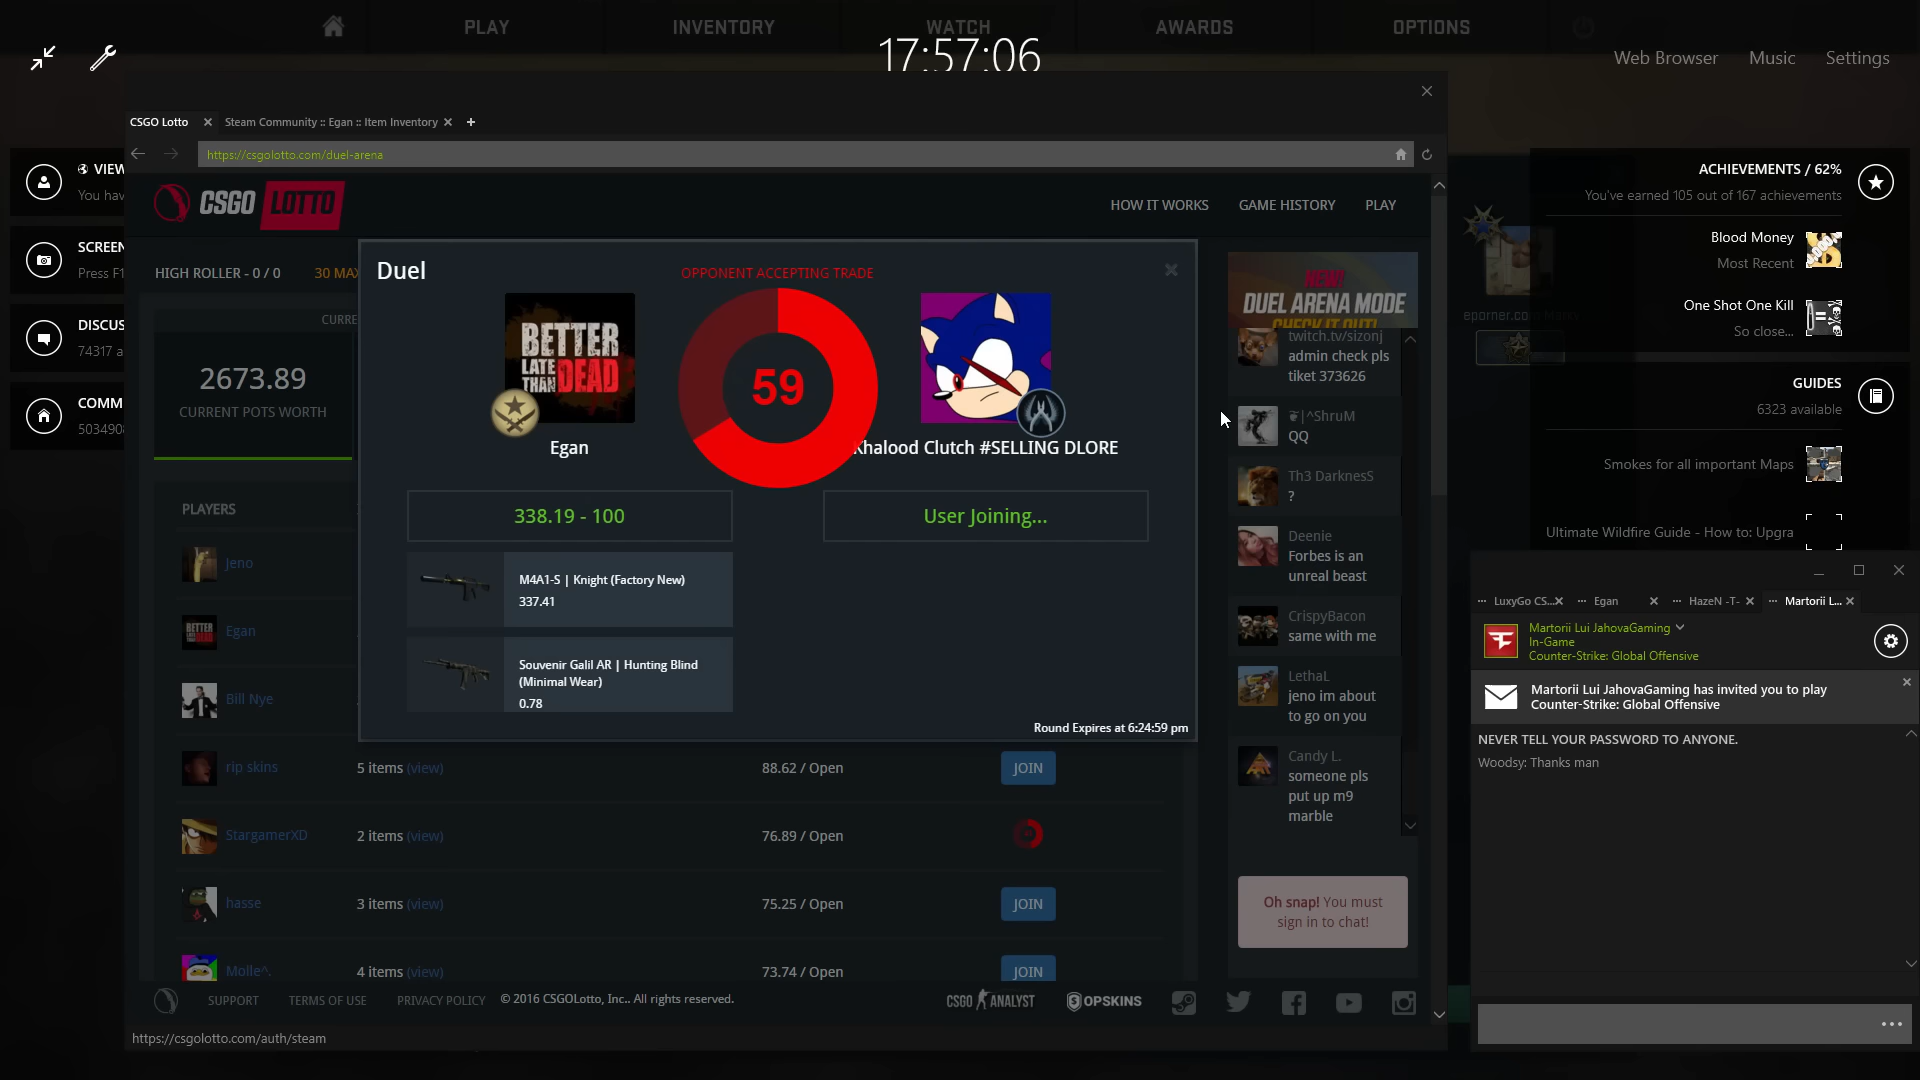 PLAY
INVENTORY
WATCH
AWARDS
OPTIONS
17:57:06
Web Browser
Music
Settings
CSGO Lotto
Steam Community :: Egan :: Item Inventory
https://csgolotto.com/duel-arena
VIEW
You hav
SCREEN
Press F1
DISCUS
74317 a
COMM
503490
CSGO LOTTO
HOW IT WORKS
GAME HISTORY
PLAY
HIGH ROLLER - 0 / 0
30 MAX
CURRE
2673.89
CURRENT POTS WORTH
PLAYERS
Jeno
Egan
Bill Nye
rip skins
5 items (view)
88.62 / Open
JOIN
StargamerXD
2 items (view)
76.89 / Open
hasse
3 items (view)
75.25 / Open
JOIN
Molle^.
4 items (view)
73.74 / Open
JOIN
Duel
OPPONENT ACCEPTING TRADE
BETTER
LATE
THAN DEAD
59
Egan
Khalood Clutch #SELLING DLORE
338.19 - 100
User Joining...
M4A1-S | Knight (Factory New)
337.41
Souvenir Galil AR | Hunting Blind
(Minimal Wear)
0.78
Round Expires at 6:24:59 pm
NEW!
DUEL ARENA MODE
CHECK IT OUT!
twitch.tv/sizonj
admin check pls
tiket 373626
|^ShruM
QQ
Th3 DarknesS
?
Deenie
Forbes is an
unreal beast
CrispyBacon
same with me
LethaL
jeno im about
to go on you
Candy L.
someone pls
put up m9
marble
Oh snap! You must
sign in to chat!
SUPPORT
TERMS OF USE
PRIVACY POLICY
© 2016 CSGOLotto, Inc.. All rights reserved.
CSGO ANALYST
OPSKINS
https://csgolotto.com/auth/steam
ACHIEVEMENTS / 62%
You've earned 105 out of 167 achievements
Blood Money
Most Recent
One Shot One Kill
So close...
GUIDES
6323 available
Smokes for all important Maps
Ultimate Wildfire Guide - How to: Upgra
LuxyGo CS...
Egan
HazeN -T-
Martorii L...
Martorii Lui JahovaGaming
In-Game
Counter-Strike: Global Offensive
Martorii Lui JahovaGaming has invited you to play
Counter-Strike: Global Offensive
NEVER TELL YOUR PASSWORD TO ANYONE.
Woodsy: Thanks man